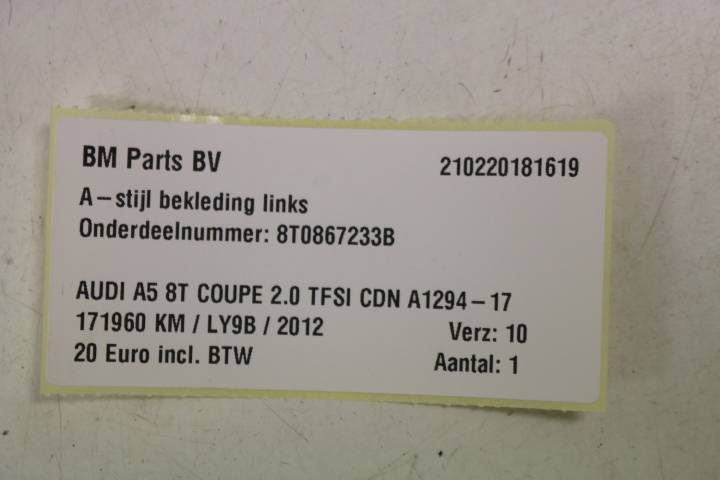 BM Parts BV 210220181619
A-stijl bekleding links
Onderdeelnummer: 8T0867233B
AUDI A5 8T COUPE 2.0 TFSI CDN A1294-17
171960 KM / LY9B / 2012 Verz: 10
20 Euro incl. BTW Aantal: 1